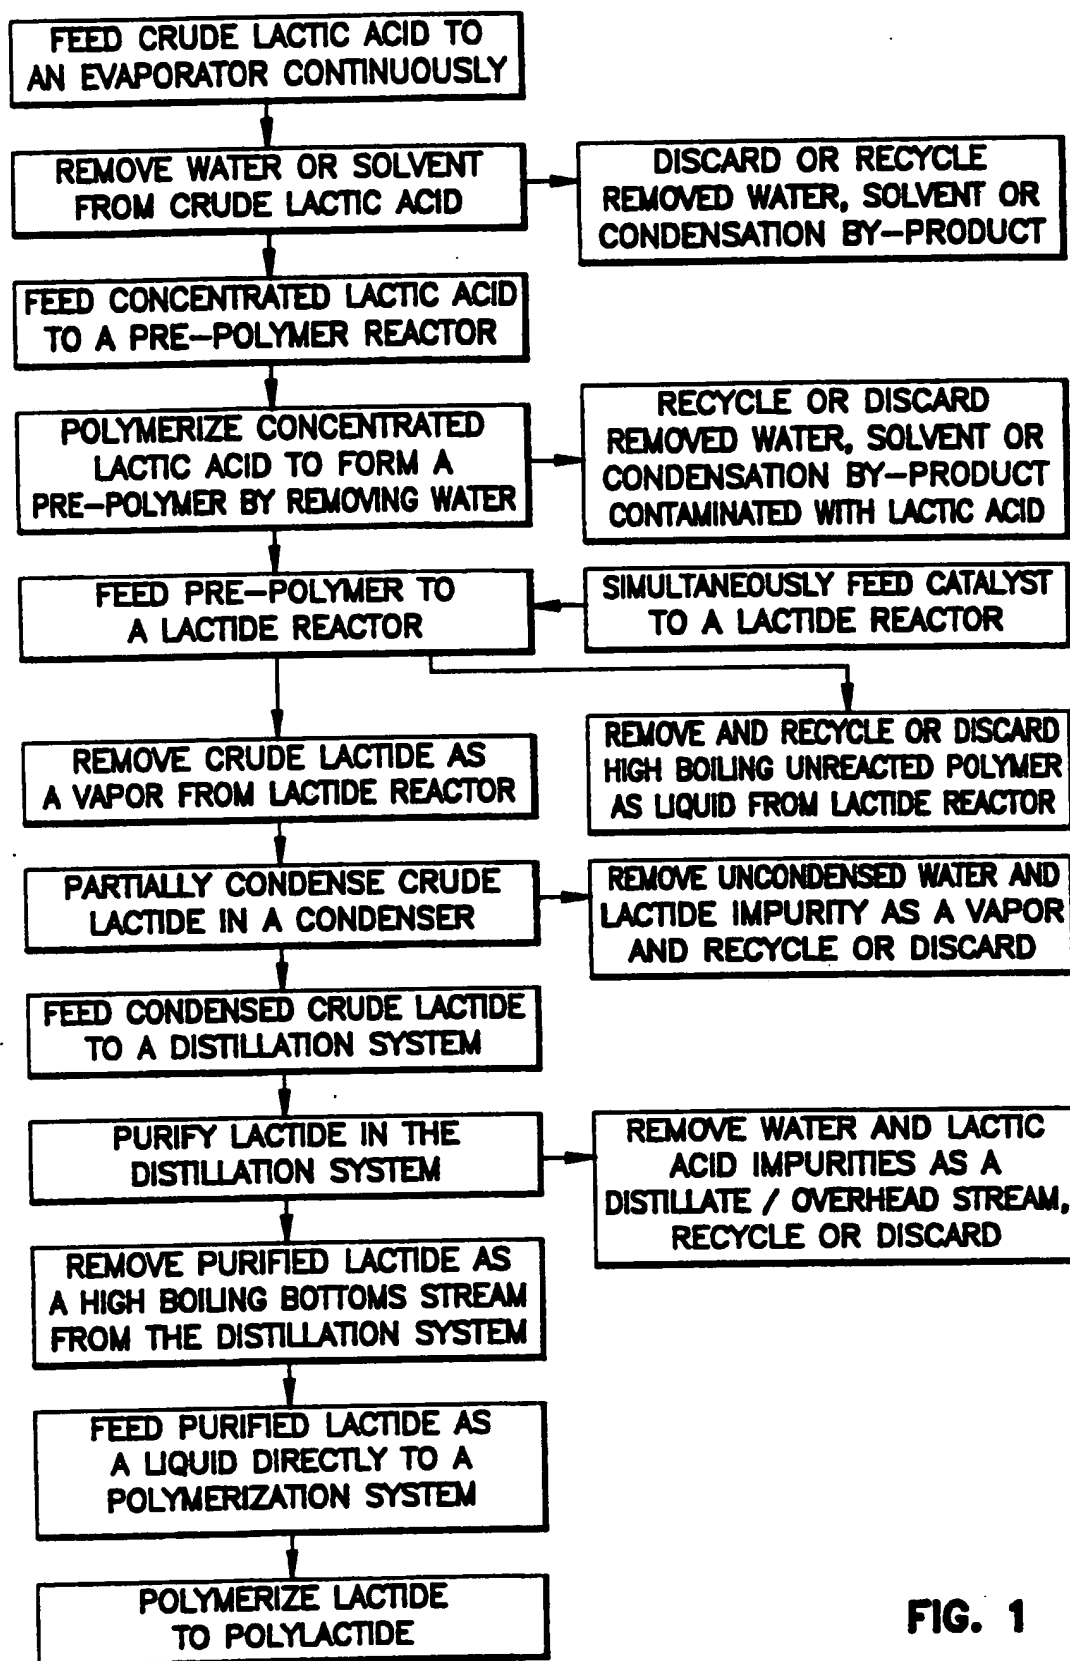 FEED CRUDE LACTIC ACID TO
AN EVAPORATOR CONTINUOUSLY
REMOVE WATER OR SOLVENT
FROM CRUDE LACTIC ACID
DISCARD OR RECYCLE
REMOVED WATER, SOLVENT OR
CONDENSATION BY-PRODUCT
FEED CONCENTRATED LACTIC ACID
TO A PRE-POLYMER REACTOR
POLYMERIZE CONCENTRATED
LACTIC ACID TO FORM A
PRE-POLYMER BY REMOVING WATER
RECYCLE OR DISCARD
REMOVED WATER, SOLVENT OR
CONDENSATION BY-PRODUCT
CONTAMINATED WITH LACTIC ACID
FEED PRE-POLYMER TO
A LACTIDE REACTOR
SIMULTANEOUSLY FEED CATALYST
TO A LACTIDE REACTOR
REMOVE CRUDE LACTIDE AS
A VAPOR FROM LACTIDE REACTOR
REMOVE AND RECYCLE OR DISCARD
HIGH BOILING UNREACTED POLYMER
AS LIQUID FROM LACTIDE REACTOR
PARTIALLY CONDENSE CRUDE
LACTIDE IN A CONDENSER
REMOVE UNCONDENSED WATER AND
LACTIDE IMPURITY AS A VAPOR
AND RECYCLE OR DISCARD
FEED CONDENSED CRUDE LACTIDE
TO A DISTILLATION SYSTEM
PURIFY LACTIDE IN THE
DISTILLATION SYSTEM
REMOVE WATER AND LACTIC
ACID IMPURITIES AS A
DISTILLATE / OVERHEAD STREAM,
RECYCLE OR DISCARD
REMOVE PURIFIED LACTIDE AS
A HIGH BOILING BOTTOMS STREAM
FROM THE DISTILLATION SYSTEM
FEED PURIFIED LACTIDE AS
A LIQUID DIRECTLY TO A
POLYMERIZATION SYSTEM
POLYMERIZE LACTIDE
TO POLYLACTIDE
FIG. 1